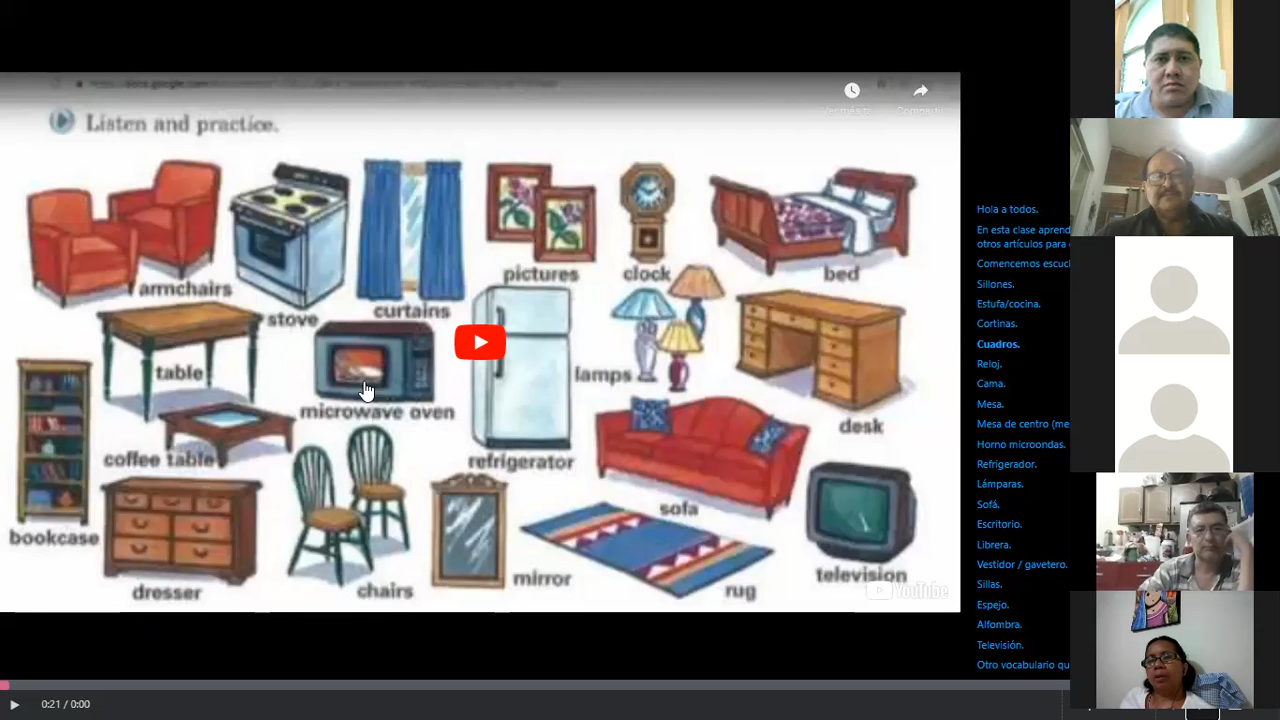 Listen and practice.
armchairs
stove
curtains
pictures
clock
bed
table
microwave oven
lamps
desk
coffee table
refrigerator
sofa
bookcase
dresser
chairs
mirror
rug
television
YouTube
Hola a todos.
En esta clase aprend
otros artículos para
Comencemos escuc
Sillones.
Estufa/cocina.
Cortinas.
Cuadros.
Reloj.
Cama.
Mesa.
Mesa de centro (me
Horno microondas.
Refrigerador.
Lámparas.
Sofá.
Escritorio.
Librera.
Vestidor / gavetero.
Sillas.
Espejo.
Alfombra.
Televisión.
Otro vocabulario qu
0:21 / 0:00